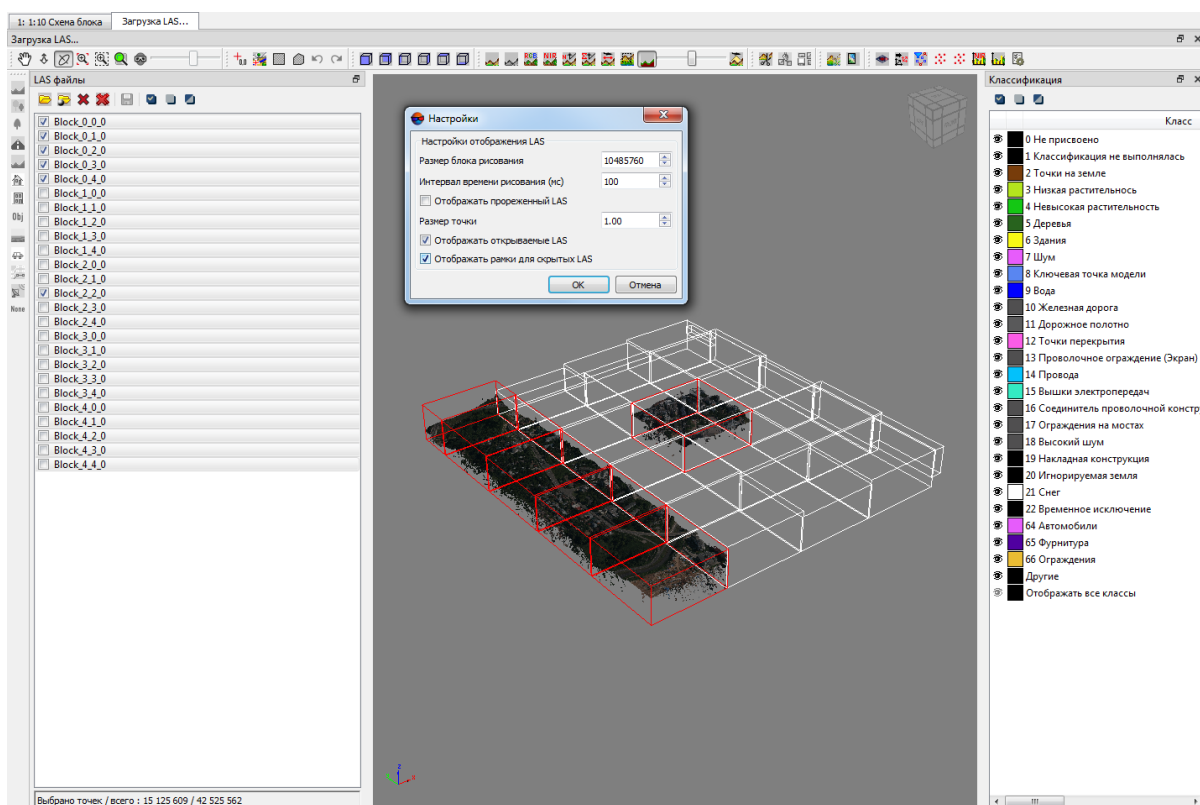 1: 1:10 Схема блока
Загрузка LAS...
Загрузка LAS...
LAS файлы
Block_0_0_0
Block_0_1_0
Block_0_2_0
Block_0_3_0
Block_0_4_0
Block_1_0_0
Block_1_1_0
Block_1_2_0
Block_1_3_0
Block_1_4_0
Block_2_0_0
Block_2_1_0
Block_2_2_0
Block_2_3_0
Block_2_4_0
Block_3_0_0
Block_3_1_0
Block_3_2_0
Block_3_3_0
Block_3_4_0
Block_4_0_0
Block_4_1_0
Block_4_2_0
Block_4_3_0
Block_4_4_0
Выбрано точек / всего : 15 125 609 / 42 525 562
Obj
None
Настройки
Настройки отображения LAS
Размер блока рисования 10485760
Интервал времени рисования (мс) 100
Отображать прореженный LAS
Размер точки 1.00
Отображать открываемые LAS
Отображать рамки для скрытых LAS
OK Отмена
Классификация
Класс
0 Не присвоено
1 Классификация не выполнялась
2 Точки на земле
3 Низкая растительнось
4 Невысокая растительность
5 Деревья
6 Здания
7 Шум
8 Ключевая точка модели
9 Вода
10 Железная дорога
11 Дорожное полотно
12 Точки перекрытия
13 Проволочное ограждение (Экран)
14 Провода
15 Вышки электропередач
16 Соединитель проволочной констр
17 Ограждения на мостах
18 Высокий шум
19 Накладная конструкция
20 Игнорируемая земля
21 Снег
22 Временное исключение
64 Автомобили
65 Фурнитура
66 Ограждения
Другие
Отображать все классы